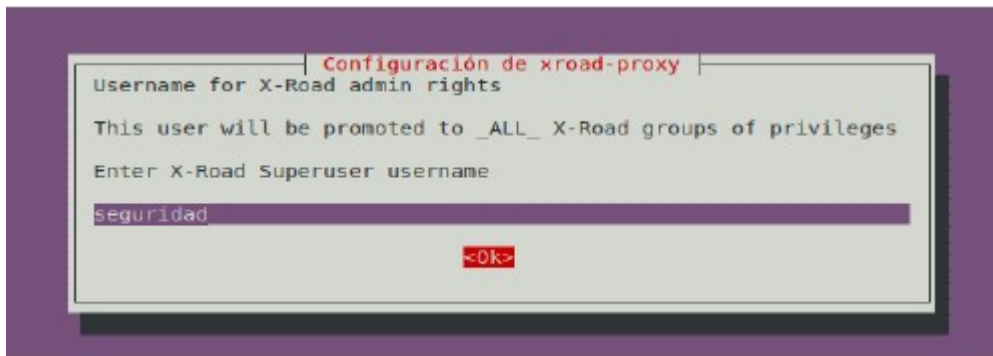 Configuración de xroad-proxy
Username for X-Road admin rights
This user will be promoted to _ALL_ X-Road groups of privileges
Enter X-Road Superuser username
seguridad
<Ok>